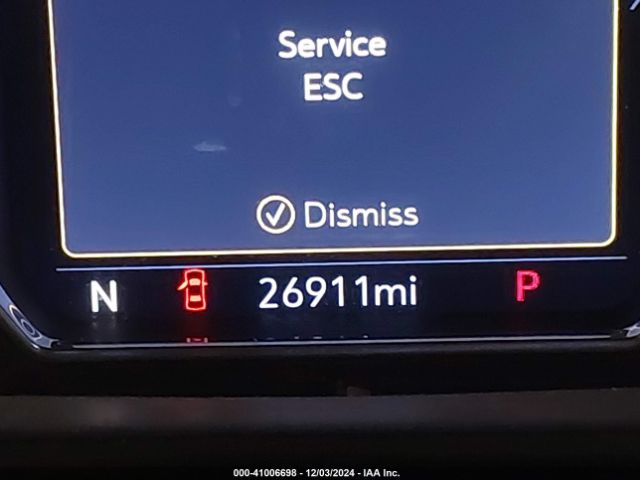 Service
ESC
Dismiss
N 26911mi P
000-41006698 - 12/03/2024 - IAA Inc.